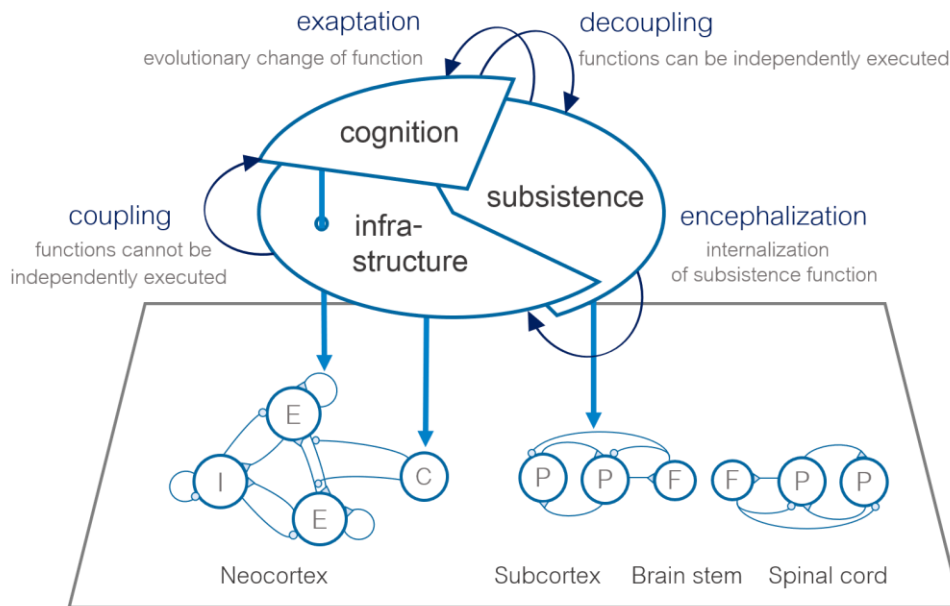 exaptation
evolutionary change of function
decoupling
functions can be independently executed
cognition
subsistence
coupling
functions cannot be
independently executed
infra-
structure
encephalization
internalization
of subsistence function
E
I
E
C
P
P
F
F
P
P
Neocortex
Subcortex
Brain stem
Spinal cord